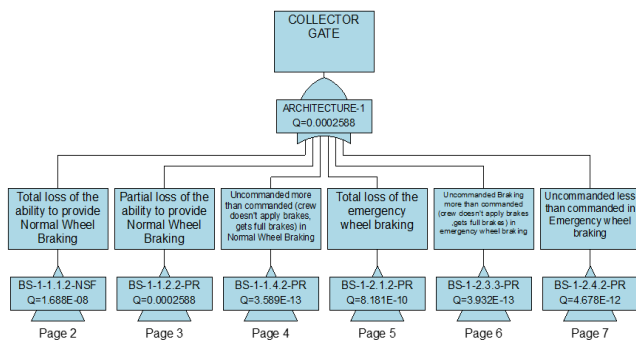 COLLECTOR
GATE
ARCHITECTURE-1
Q=0.0002588
Total loss of the
ability to provide
Normal Wheel
Braking
Partial loss of the
ability to provide
Normal Wheel
Braking
Uncommanded more
than commanded (crew
doesn't apply brakes,
gets full brakes) in
Normal Wheel Braking
Total loss of the
emergency
wheel braking
Uncommanded Braking
more than commanded
(crew doesn't apply brakes
,gets full brakes) in
emergency wheel braking
Uncommanded less
than commanded in
Emergency wheel
braking
BS-1-1.1.2-NSF
Q=1.688E-08
BS-1-1.2.2-PR
Q=0.0002588
BS-1-1.4.2-PR
Q=3.589E-13
BS-1-2.1.2-PR
Q=8.181E-10
BS-1-2.3.3-PR
Q=3.932E-13
BS-1-2.4.2-PR
Q=4.678E-12
Page 2
Page 3
Page 4
Page 5
Page 6
Page 7